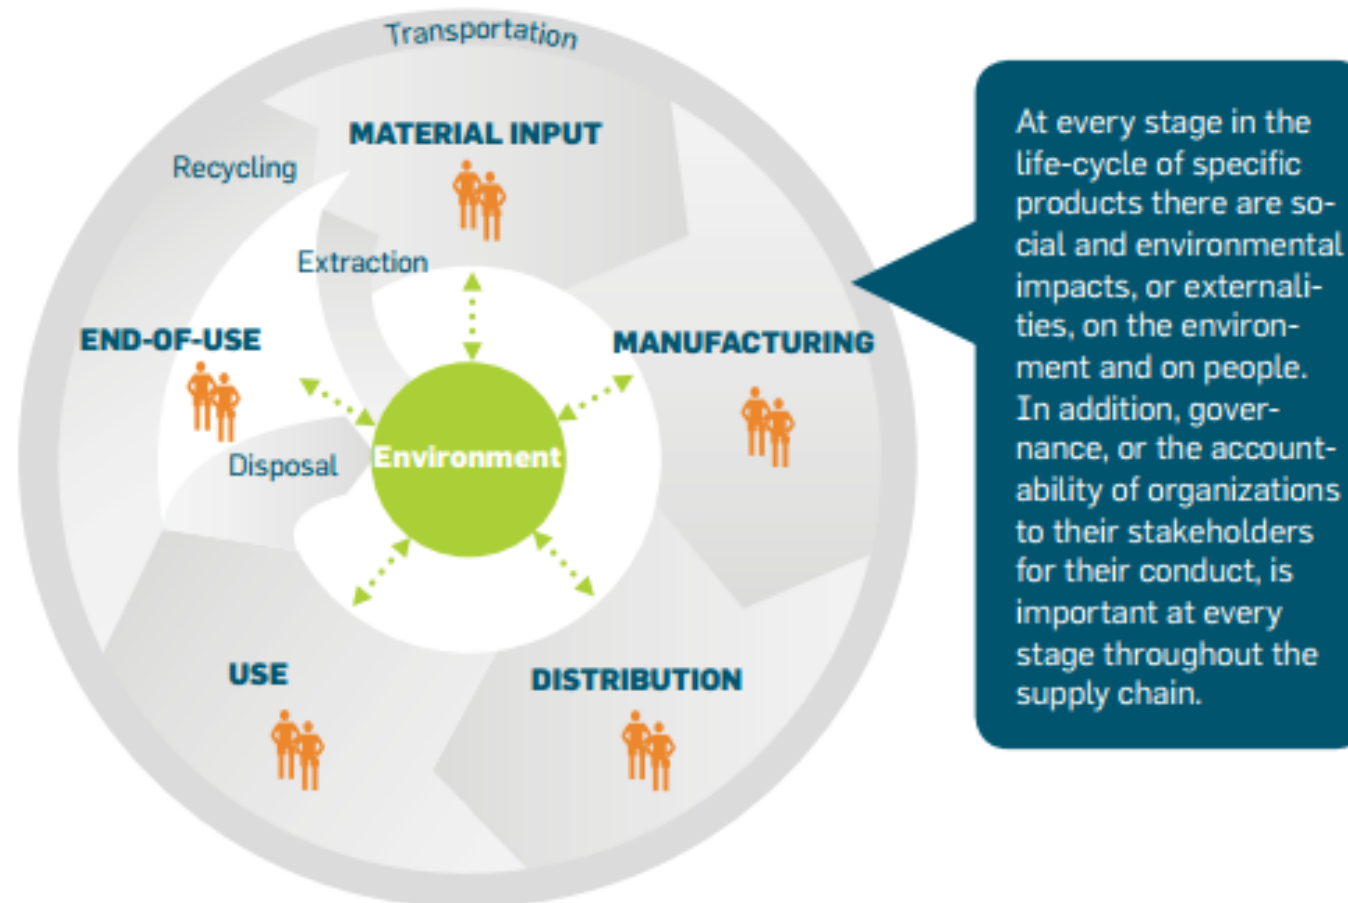 Transportation
MATERIAL INPUT
Recycling
Extraction
END-OF-USE
MANUFACTURING
Disposal
Environment
USE
DISTRIBUTION
At every stage in the
life-cycle of specific
products there are so-
cial and environmental
impacts, or externali-
ties, on the environ-
ment and on people.
In addition, gover-
nance, or the account-
ability of organizations
to their stakeholders
for their conduct, is
important at every
stage throughout the
supply chain.